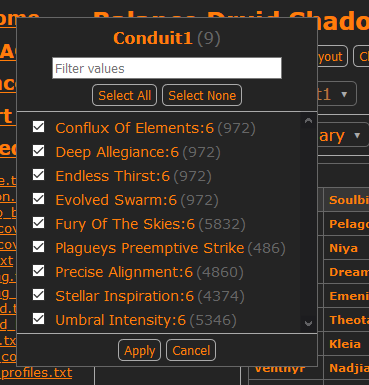 Balance Druid Shado
Conduit1 (9)
Filter values
Select All Select None
Conflux Of Elements:6 (972)
Deep Allegiance:6 (972)
Endless Thirst:6 (972)
Evolved Swarm:6 (972)
Fury Of The Skies:6 (5832)
Plagueys Preemptive Strike (486)
Precise Alignment:6 (4860)
Stellar Inspiration:6 (4374)
Umbral Intensity:6 (5346)
Apply Cancel
ome
yout
t1
ary
Soulbi
Pelago
Niya
Dream
Emeni
Theota
Kleia
Venthyr Nadjia
profiles.txt